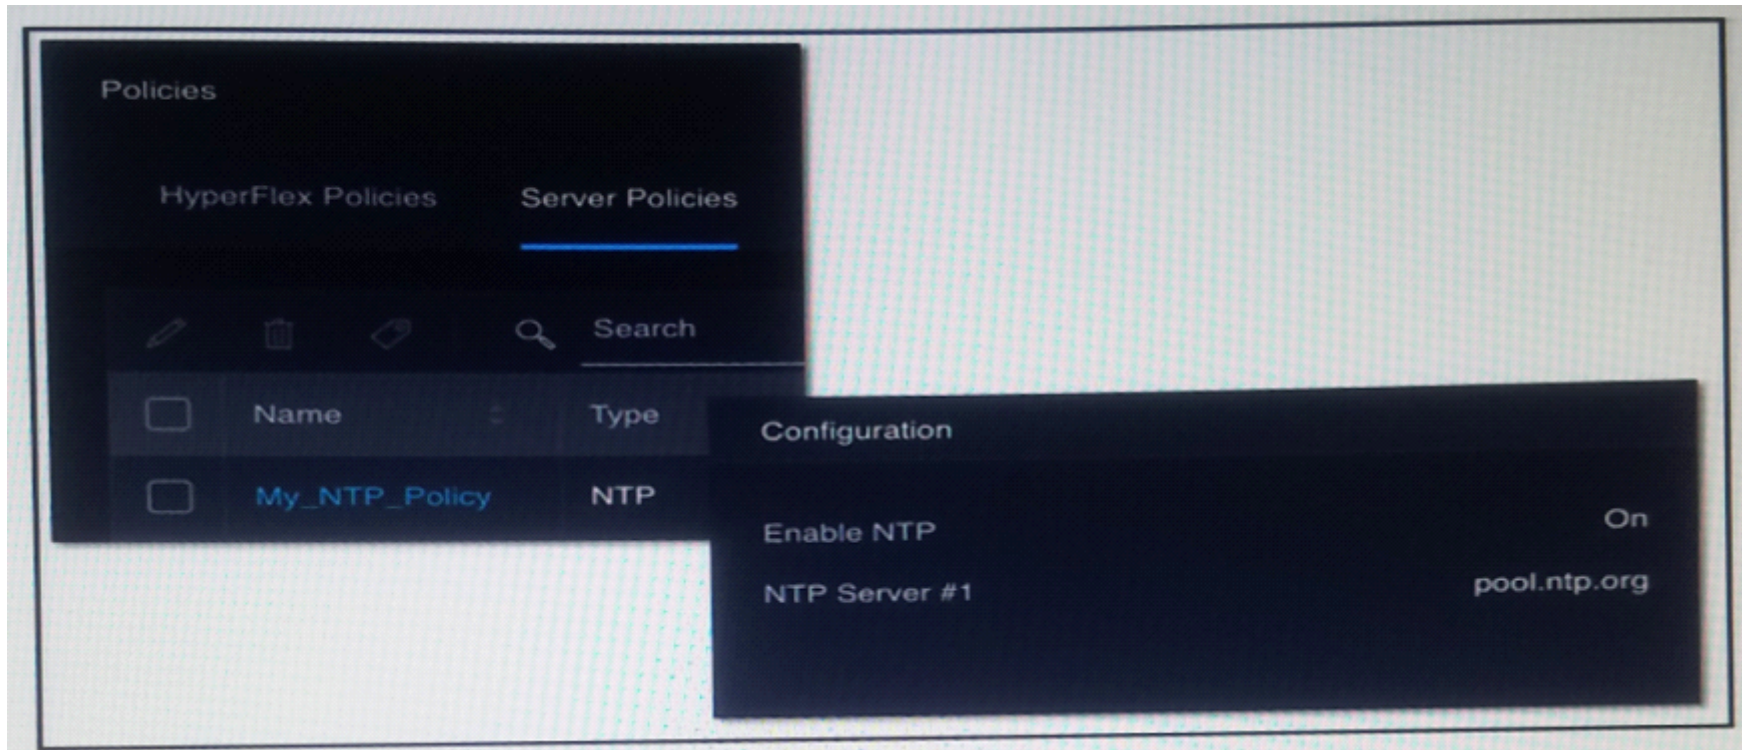 Policies
HyperFlex Policies Server Policies
Search
Name Type
My_NTP_Policy NTP
Configuration
Enable NTP On
NTP Server #1 pool.ntp.org